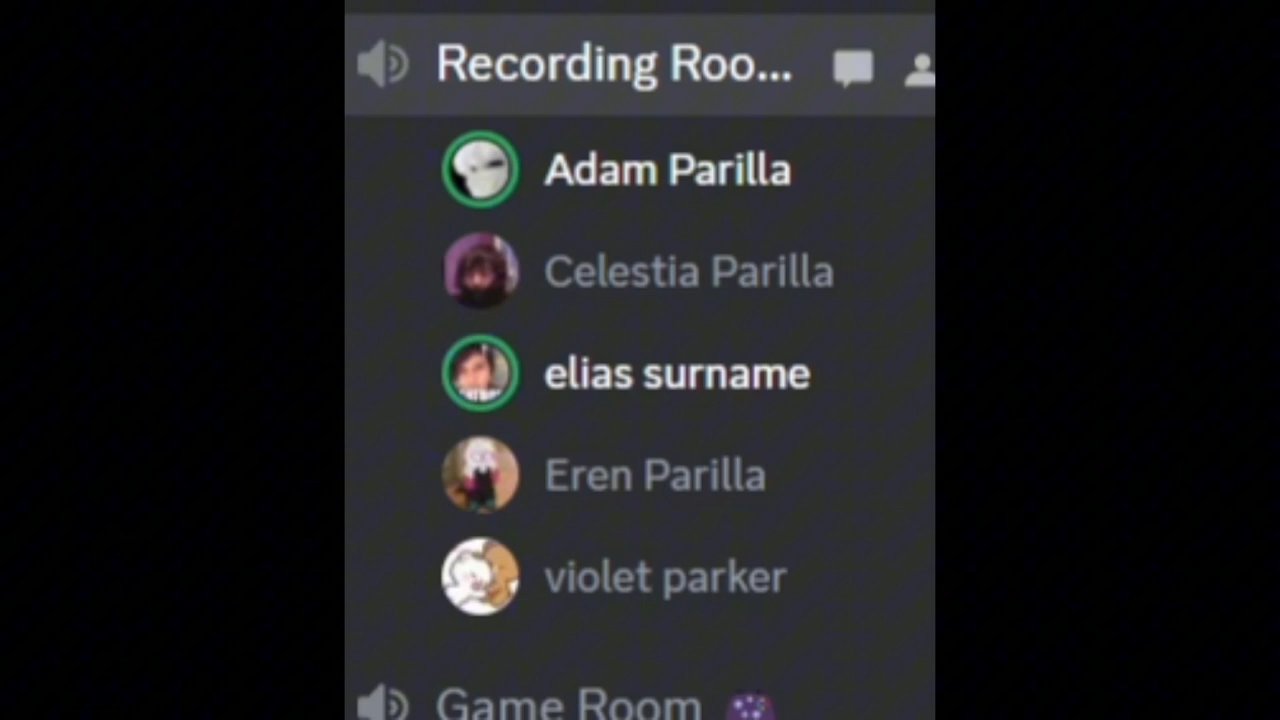 Recording Roo...
Adam Parilla
Celestia Parilla
elias surname
Eren Parilla
violet parker
Game Room